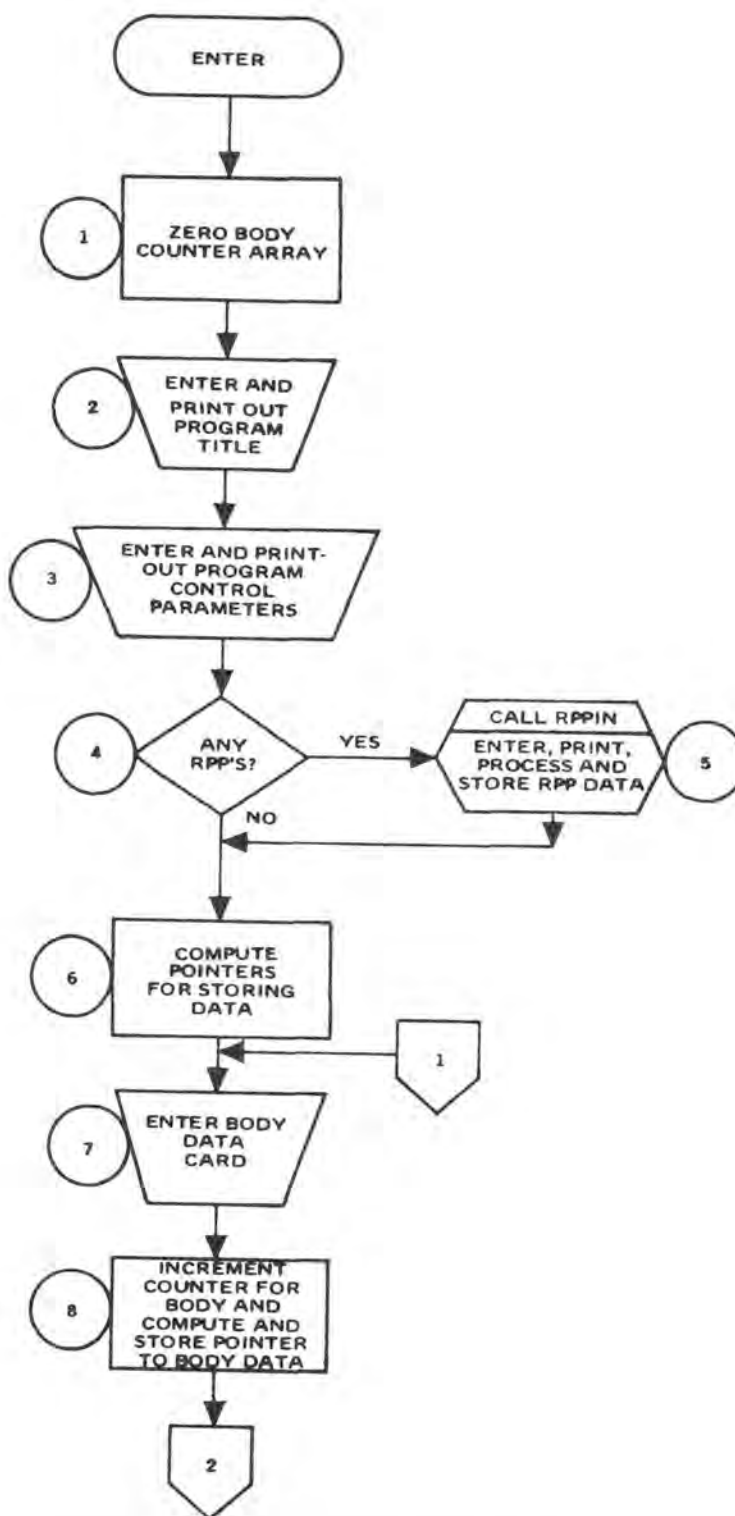 ENTER
1
ZERO BODY
COUNTER ARRAY
2
ENTER AND
PRINT OUT
PROGRAM
TITLE
3
ENTER AND PRINT-
OUT PROGRAM
CONTROL
PARAMETERS
4
ANY
RPP'S?
YES
NO
CALL RPPIN
ENTER, PRINT,
PROCESS AND
STORE RPP DATA
5
6
COMPUTE
POINTERS
FOR STORING
DATA
1
7
ENTER BODY
DATA
CARD
8
INCREMENT
COUNTER FOR
BODY AND
COMPUTE AND
STORE POINTER
TO BODY DATA
2